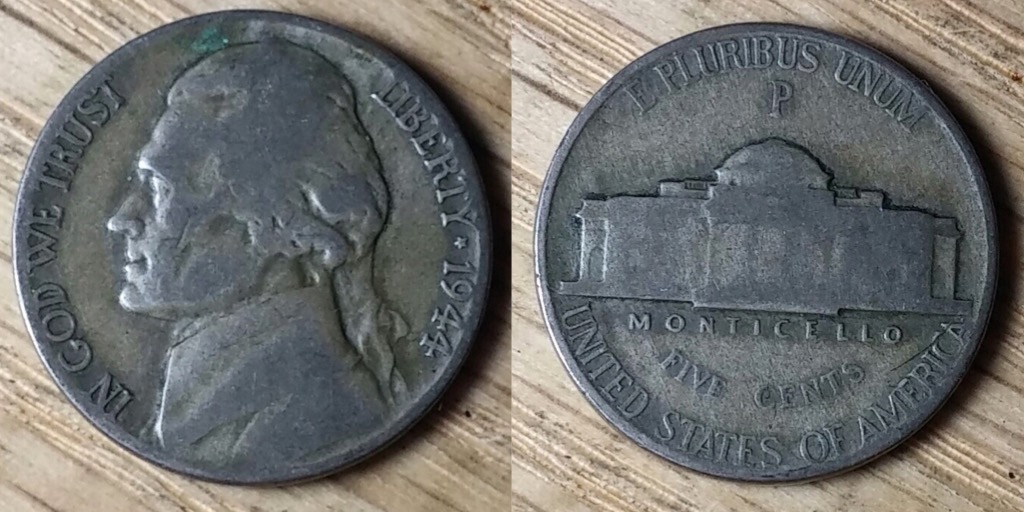 IN GOD WE TRUST
LIBERTY ★ 1944
E PLURIBUS UNUM
P
MONTICELLO
FIVE CENTS
UNITED STATES OF AMERICA